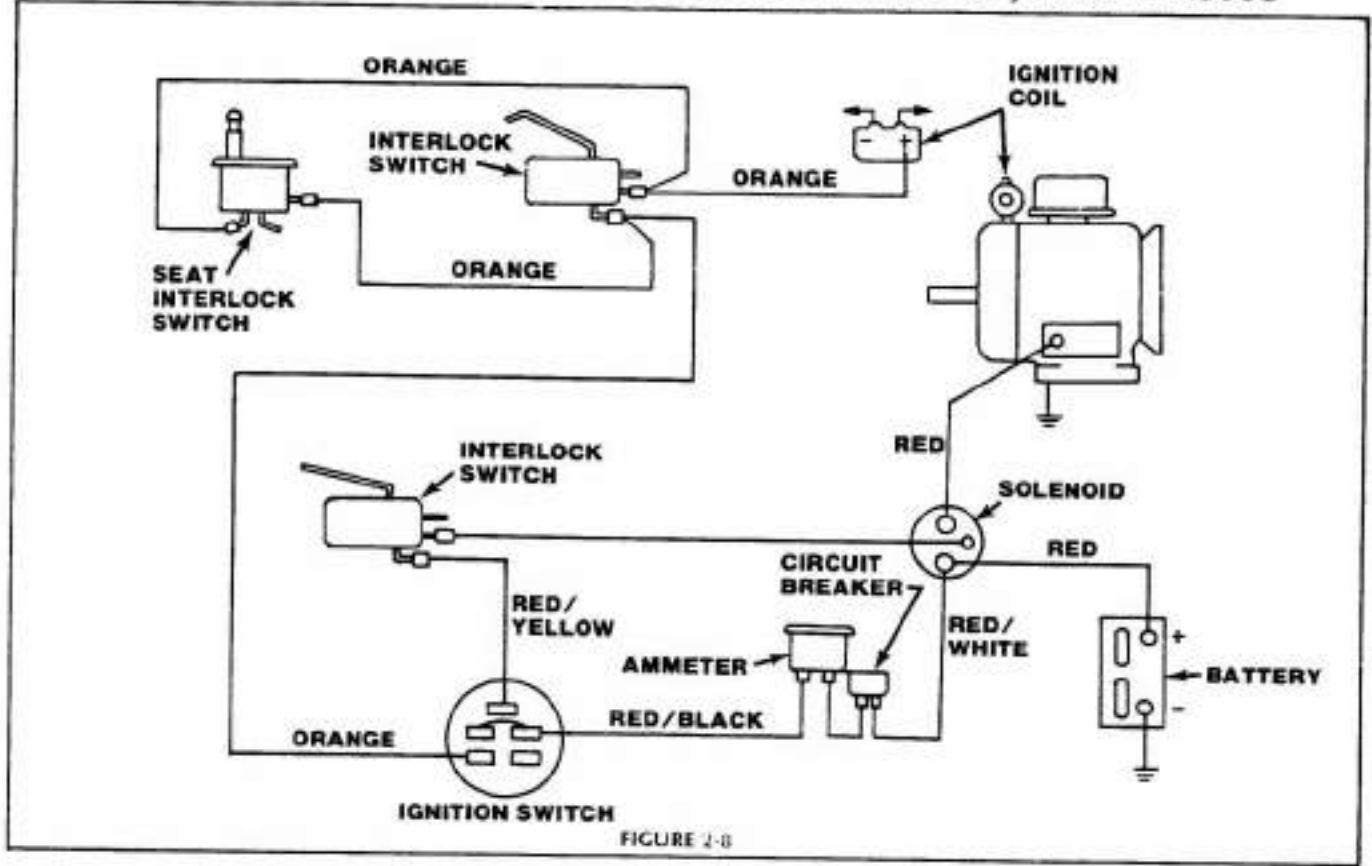 ORANGE
IGNITION
COIL
INTERLOCK
SWITCH
- +
ORANGE
ORANGE
SEAT
INTERLOCK
SWITCH
RED
INTERLOCK
SWITCH
SOLENOID
RED
CIRCUIT
BREAKER
RED/
YELLOW
RED/
WHITE
+
AMMETER
BATTERY
-
RED/BLACK
ORANGE
IGNITION SWITCH
FIGURE 2-8